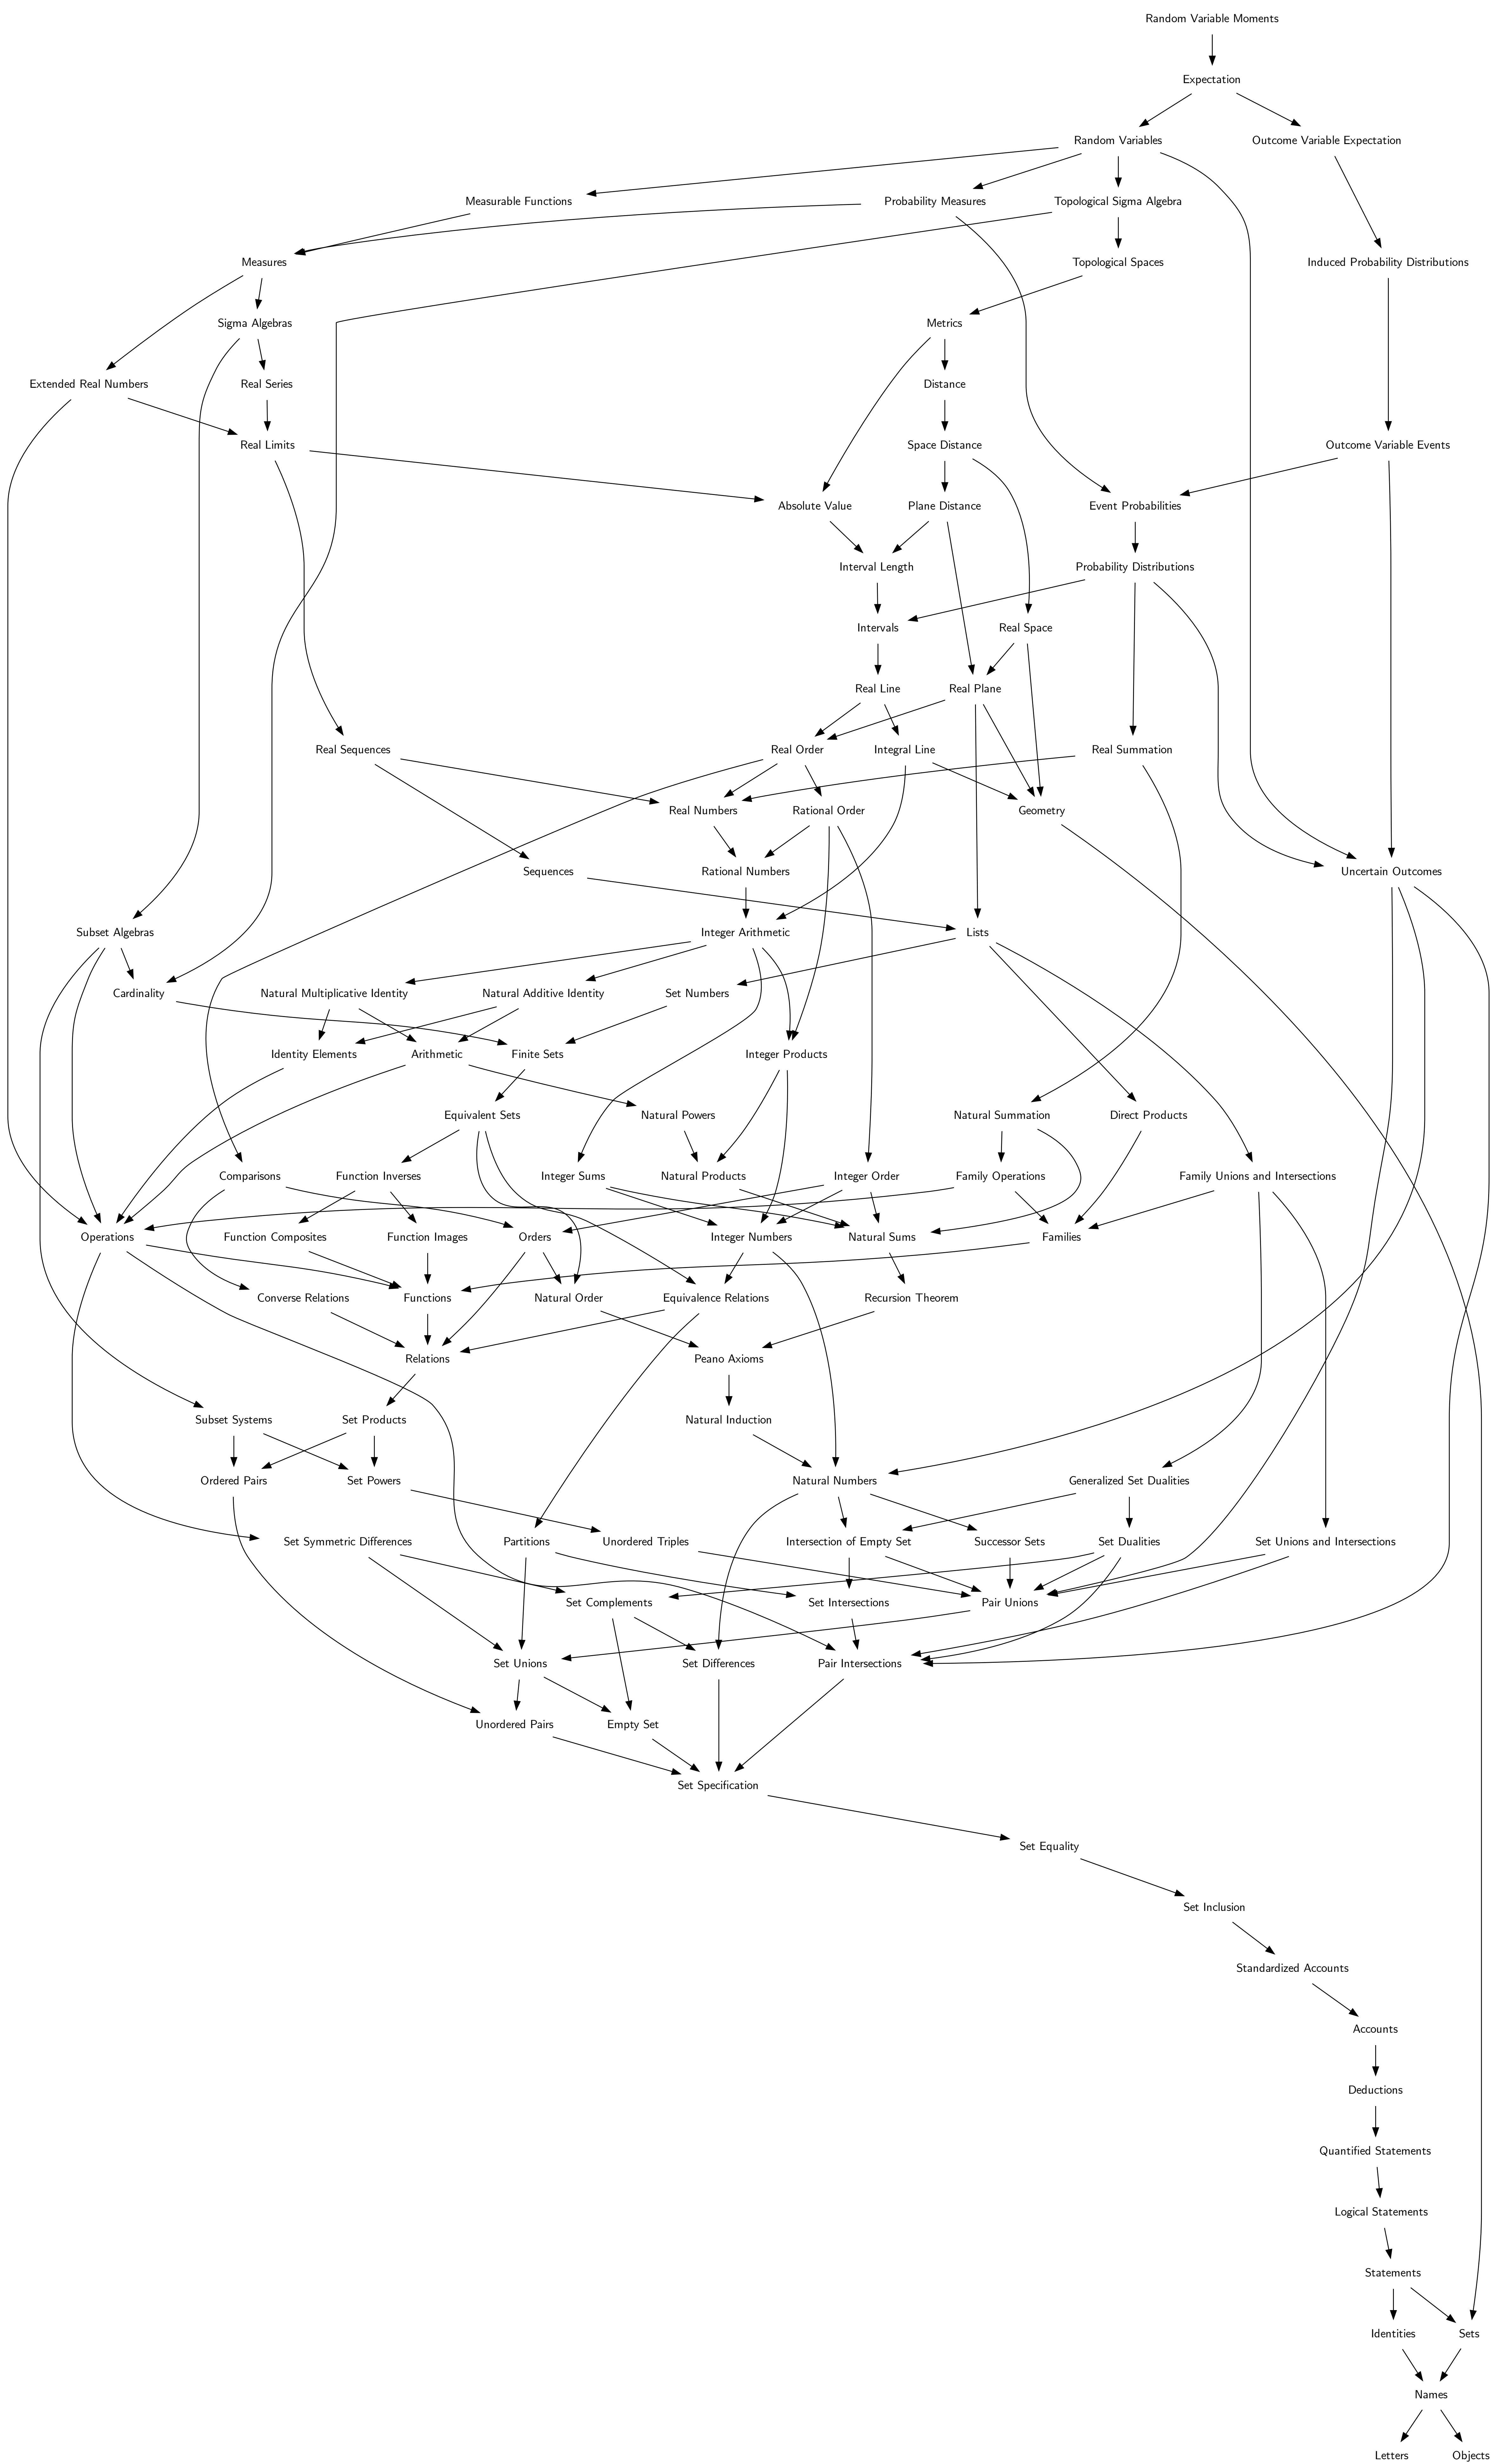 Random Variable Moments
Expectation
Random Variables
Outcome Variable Expectation
Measurable Functions
Probability Measures
Topological Sigma Algebra
Measures
Topological Spaces
Induced Probability Distributions
Sigma Algebras
Metrics
Extended Real Numbers
Real Series
Distance
Real Limits
Space Distance
Outcome Variable Events
Absolute Value
Plane Distance
Event Probabilities
Interval Length
Probability Distributions
Intervals
Real Space
Real Line
Real Plane
Real Sequences
Real Order
Integral Line
Real Summation
Real Numbers
Rational Order
Geometry
Sequences
Rational Numbers
Uncertain Outcomes
Subset Algebras
Integer Arithmetic
Lists
Cardinality
Natural Multiplicative Identity
Natural Additive Identity
Set Numbers
Identity Elements
Arithmetic
Finite Sets
Integer Products
Equivalent Sets
Natural Powers
Natural Summation
Direct Products
Comparisons
Function Inverses
Integer Sums
Natural Products
Integer Order
Family Operations
Family Unions and Intersections
Operations
Function Composites
Function Images
Orders
Integer Numbers
Natural Sums
Families
Converse Relations
Functions
Natural Order
Equivalence Relations
Recursion Theorem
Relations
Peano Axioms
Subset Systems
Set Products
Natural Induction
Ordered Pairs
Set Powers
Natural Numbers
Generalized Set Dualities
Set Symmetric Differences
Partitions
Unordered Triples
Intersection of Empty Set
Successor Sets
Set Dualities
Set Unions and Intersections
Set Complements
Set Intersections
Pair Unions
Set Unions
Set Differences
Pair Intersections
Unordered Pairs
Empty Set
Set Specification
Set Equality
Set Inclusion
Standardized Accounts
Accounts
Deductions
Quantified Statements
Logical Statements
Statements
Identities
Sets
Names
Letters
Objects